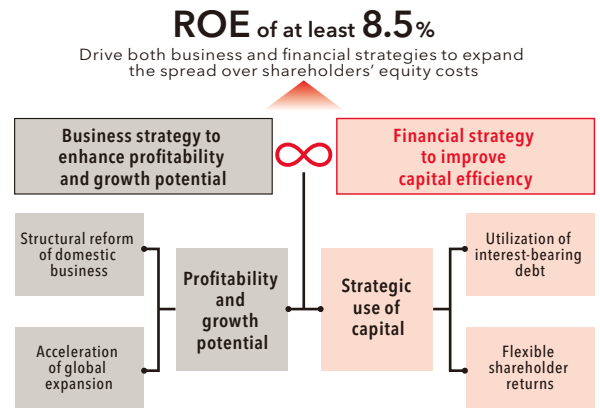 ROE of at least 8.5%
Drive both business and financial strategies to expand
the spread over shareholders' equity costs
Business strategy to
enhance profitability
and growth potential
Financial strategy
to improve
capital efficiency
Structural reform
of domestic
business
Acceleration
of global
expansion
Profitability
and
growth
potential
Strategic
use of
capital
Utilization of
interest-bearing
debt
Flexible
shareholder
returns